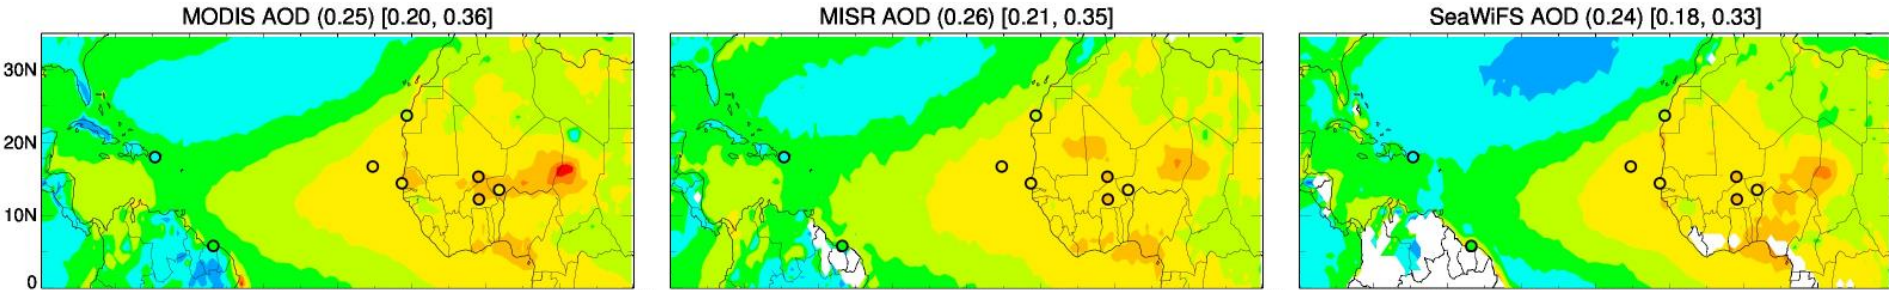 MODIS AOD (0.25) [0.20, 0.36]
MISR AOD (0.26) [0.21, 0.35]
SeaWiFS AOD (0.24) [0.18, 0.33]
30N
20N
10N
0